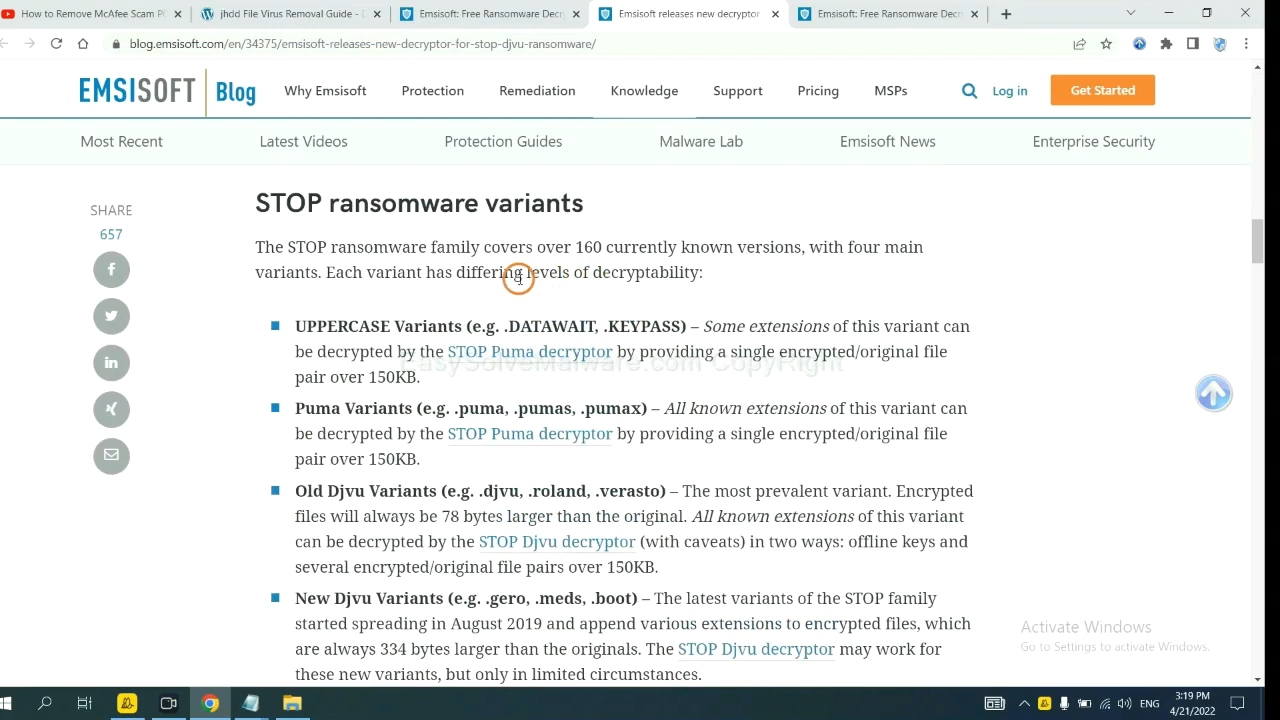 How to Remove McAfee Scam P
jhdd File Virus Removal Guide -
Emsisoft: Free Ransomware Decr
Emsisoft releases new decryptor
Emsisoft: Free Ransomware Dec
blog.emsisoft.com/en/34375/emsisoft-releases-new-decryptor-for-stop-djvu-ransomware/
EMSISOFT Blog
Why Emsisoft Protection Remediation Knowledge Support Pricing MSPs
Log in
Get Started
Most Recent Latest Videos Protection Guides Malware Lab Emsisoft News Enterprise Security
SHARE
657
STOP ransomware variants
The STOP ransomware family covers over 160 currently known versions, with four main
variants. Each variant has differing levels of decryptability:
UPPERCASE Variants (e.g. .DATAWAIT, .KEYPASS) – Some extensions of this variant can
be decrypted by the STOP Puma decryptor by providing a single encrypted/original file
pair over 150KB.
EasySolveMalware.com CopyRight
Puma Variants (e.g. .puma, .pumas, .pumax) – All known extensions of this variant can
be decrypted by the STOP Puma decryptor by providing a single encrypted/original file
pair over 150KB.
Old Djvu Variants (e.g. .djvu, .roland, .verasto) – The most prevalent variant. Encrypted
files will always be 78 bytes larger than the original. All known extensions of this variant
can be decrypted by the STOP Djvu decryptor (with caveats) in two ways: offline keys and
several encrypted/original file pairs over 150KB.
New Djvu Variants (e.g. .gero, .meds, .boot) – The latest variants of the STOP family
started spreading in August 2019 and append various extensions to encrypted files, which
are always 334 bytes larger than the originals. The STOP Djvu decryptor may work for
these new variants, but only in limited circumstances.
Activate Windows
Go to Settings to activate Windows.
ENG
3:19 PM
4/21/2022